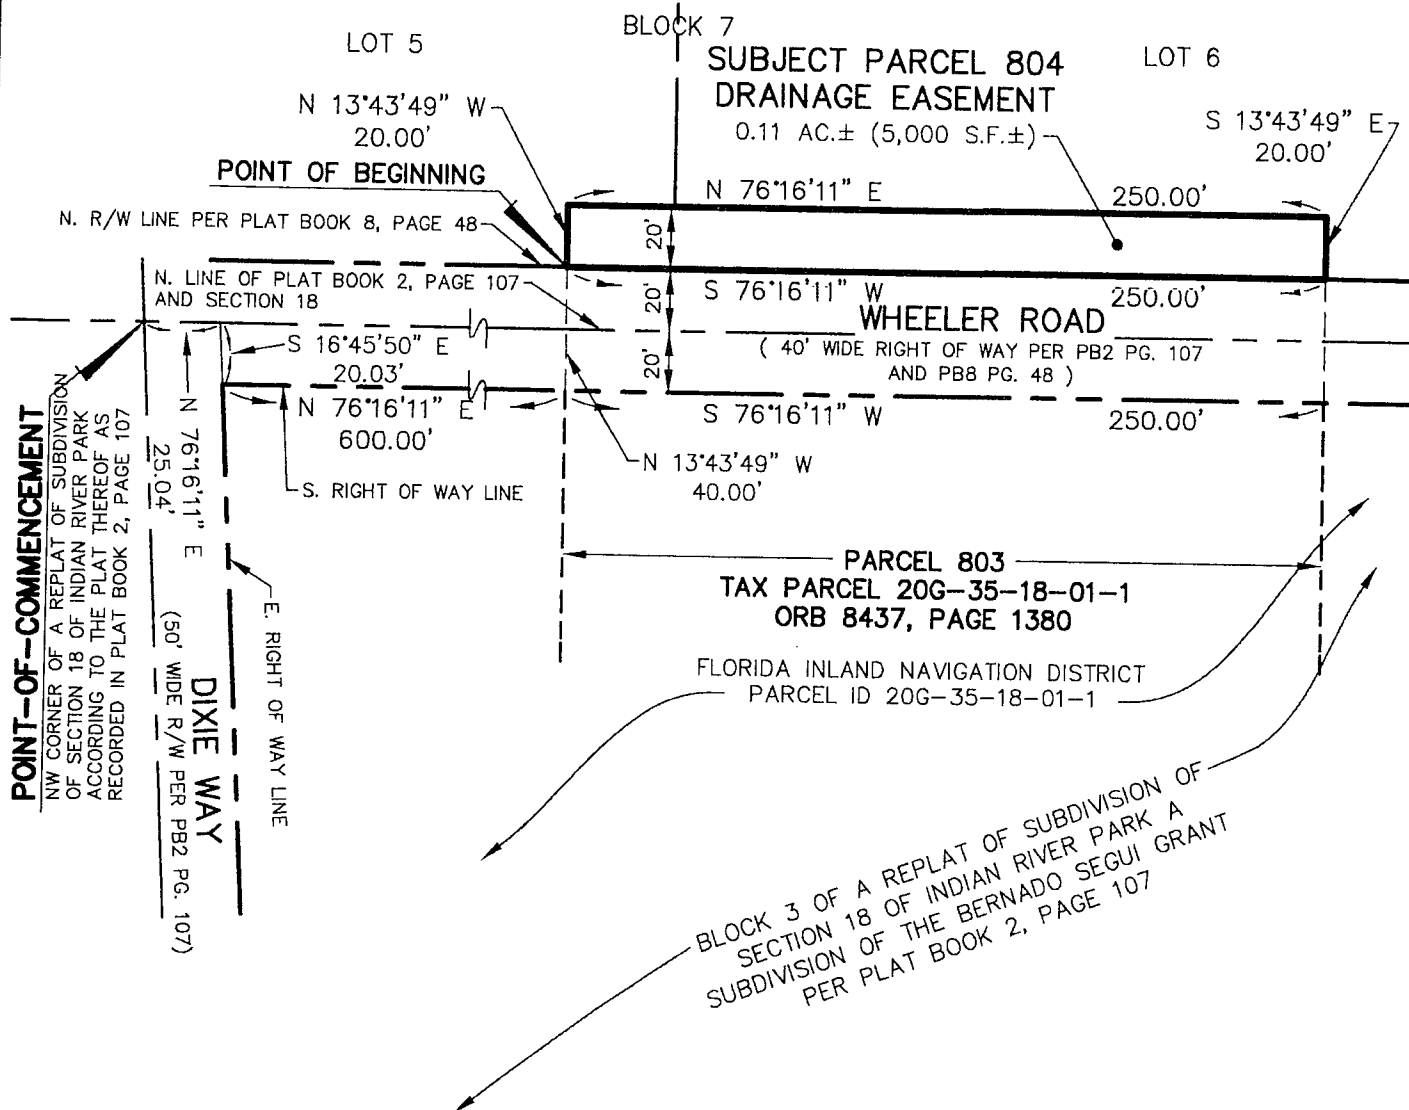 LOT 5
BLOCK 7
LOT 6
SUBJECT PARCEL 804
DRAINAGE EASEMENT
0.11 AC.± (5,000 S.F.±)
N 13°43'49" W
20.00'
S 13°43'49" E
20.00'
POINT OF BEGINNING
N 76°16'11" E
250.00'
N. R/W LINE PER PLAT BOOK 8, PAGE 48
20'
N. LINE OF PLAT BOOK 2, PAGE 107
AND SECTION 18
20'
S 76°16'11" W
250.00'
WHEELER ROAD
( 40' WIDE RIGHT OF WAY PER PB2 PG. 107
AND PB8 PG. 48 )
20'
S 16°45'50" E
20.03'
N 76°16'11" E
600.00'
S 76°16'11" W
250.00'
N 13°43'49" W
40.00'
S. RIGHT OF WAY LINE
POINT-OF-COMMENCEMENT
NW CORNER OF A REPLAT OF SUBDIVISION
OF SECTION 18 OF INDIAN RIVER PARK
ACCORDING TO THE PLAT THEREOF AS
RECORDED IN PLAT BOOK 2, PAGE 107
N 76°16'11" E
25.04'
DIXIE WAY
(50' WIDE R/W PER PB2 PG. 107)
E. RIGHT OF WAY LINE
PARCEL 803
TAX PARCEL 20G-35-18-01-1
ORB 8437, PAGE 1380
FLORIDA INLAND NAVIGATION DISTRICT
PARCEL ID 20G-35-18-01-1
BLOCK 3 OF A REPLAT OF SUBDIVISION OF
SECTION 18 OF INDIAN RIVER PARK A
SUBDIVISION OF THE BERNADO SEGUI GRANT
PER PLAT BOOK 2, PAGE 107